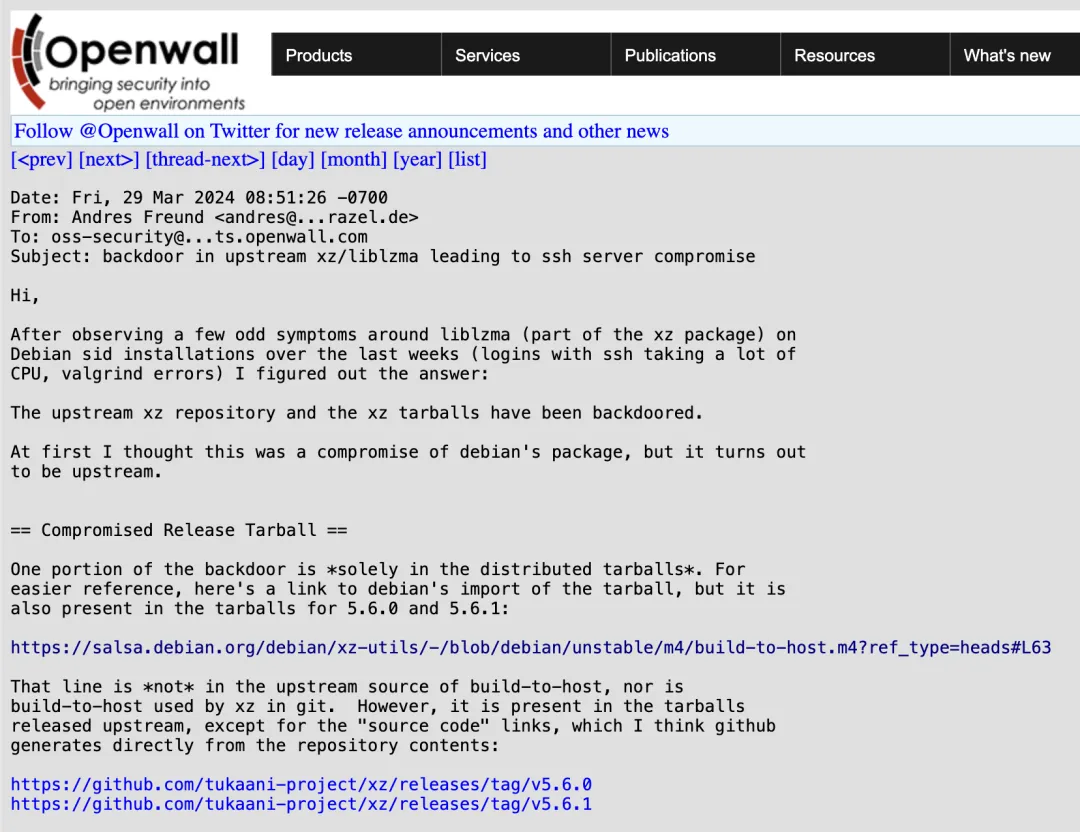 Openwall
bringing security into
open environments
Products
Services
Publications
Resources
What's new
Follow @Openwall on Twitter for new release announcements and other news
[<prev] [next>] [thread-next>] [day] [month] [year] [list]
Date: Fri, 29 Mar 2024 08:51:26 -0700
From: Andres Freund <andres@...razel.de>
To: oss-security@...ts.openwall.com
Subject: backdoor in upstream xz/liblzma leading to ssh server compromise
Hi,
After observing a few odd symptoms around liblzma (part of the xz package) on
Debian sid installations over the last weeks (logins with ssh taking a lot of
CPU, valgrind errors) I figured out the answer:
The upstream xz repository and the xz tarballs have been backdoored.
At first I thought this was a compromise of debian's package, but it turns out
to be upstream.
== Compromised Release Tarball ==
One portion of the backdoor is *solely in the distributed tarballs*. For
easier reference, here's a link to debian's import of the tarball, but it is
also present in the tarballs for 5.6.0 and 5.6.1:
https://salsa.debian.org/debian/xz-utils/-/blob/debian/unstable/m4/build-to-host.m4?ref_type=heads#L63
That line is *not* in the upstream source of build-to-host, nor is
build-to-host used by xz in git.  However, it is present in the tarballs
released upstream, except for the "source code" links, which I think github
generates directly from the repository contents:
https://github.com/tukaani-project/xz/releases/tag/v5.6.0
https://github.com/tukaani-project/xz/releases/tag/v5.6.1